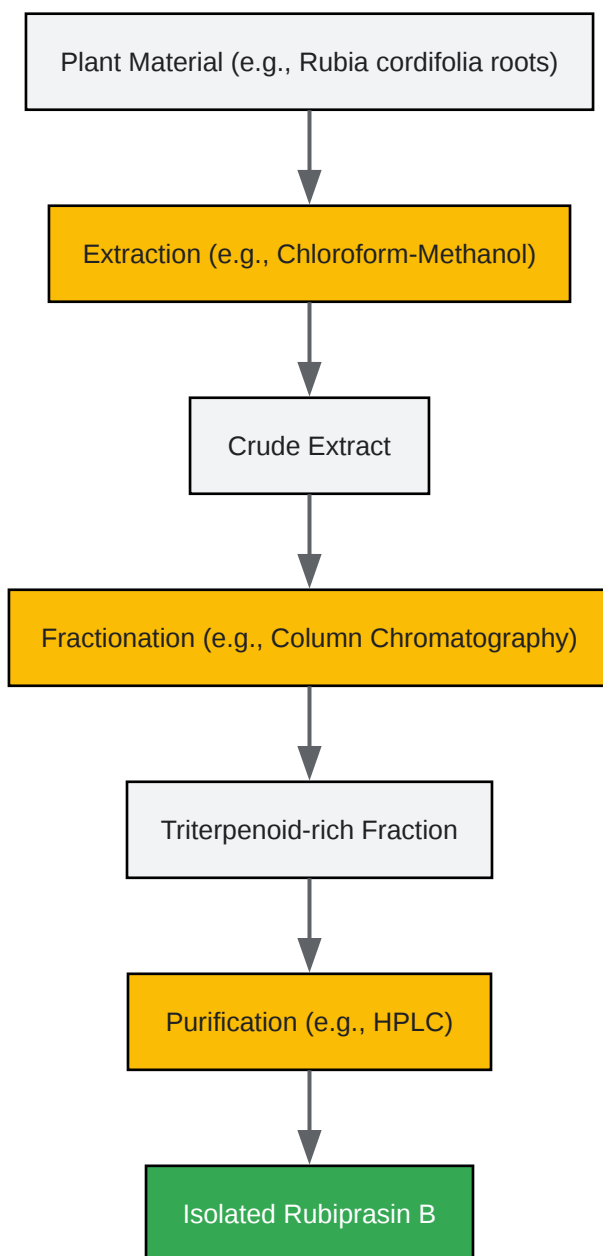 Plant Material (e.g., Rubia cordifolia roots)
Extraction (e.g., Chloroform-Methanol)
Crude Extract
Fractionation (e.g., Column Chromatography)
Triterpenoid-rich Fraction
Purification (e.g., HPLC)
Isolated Rubiprasin B